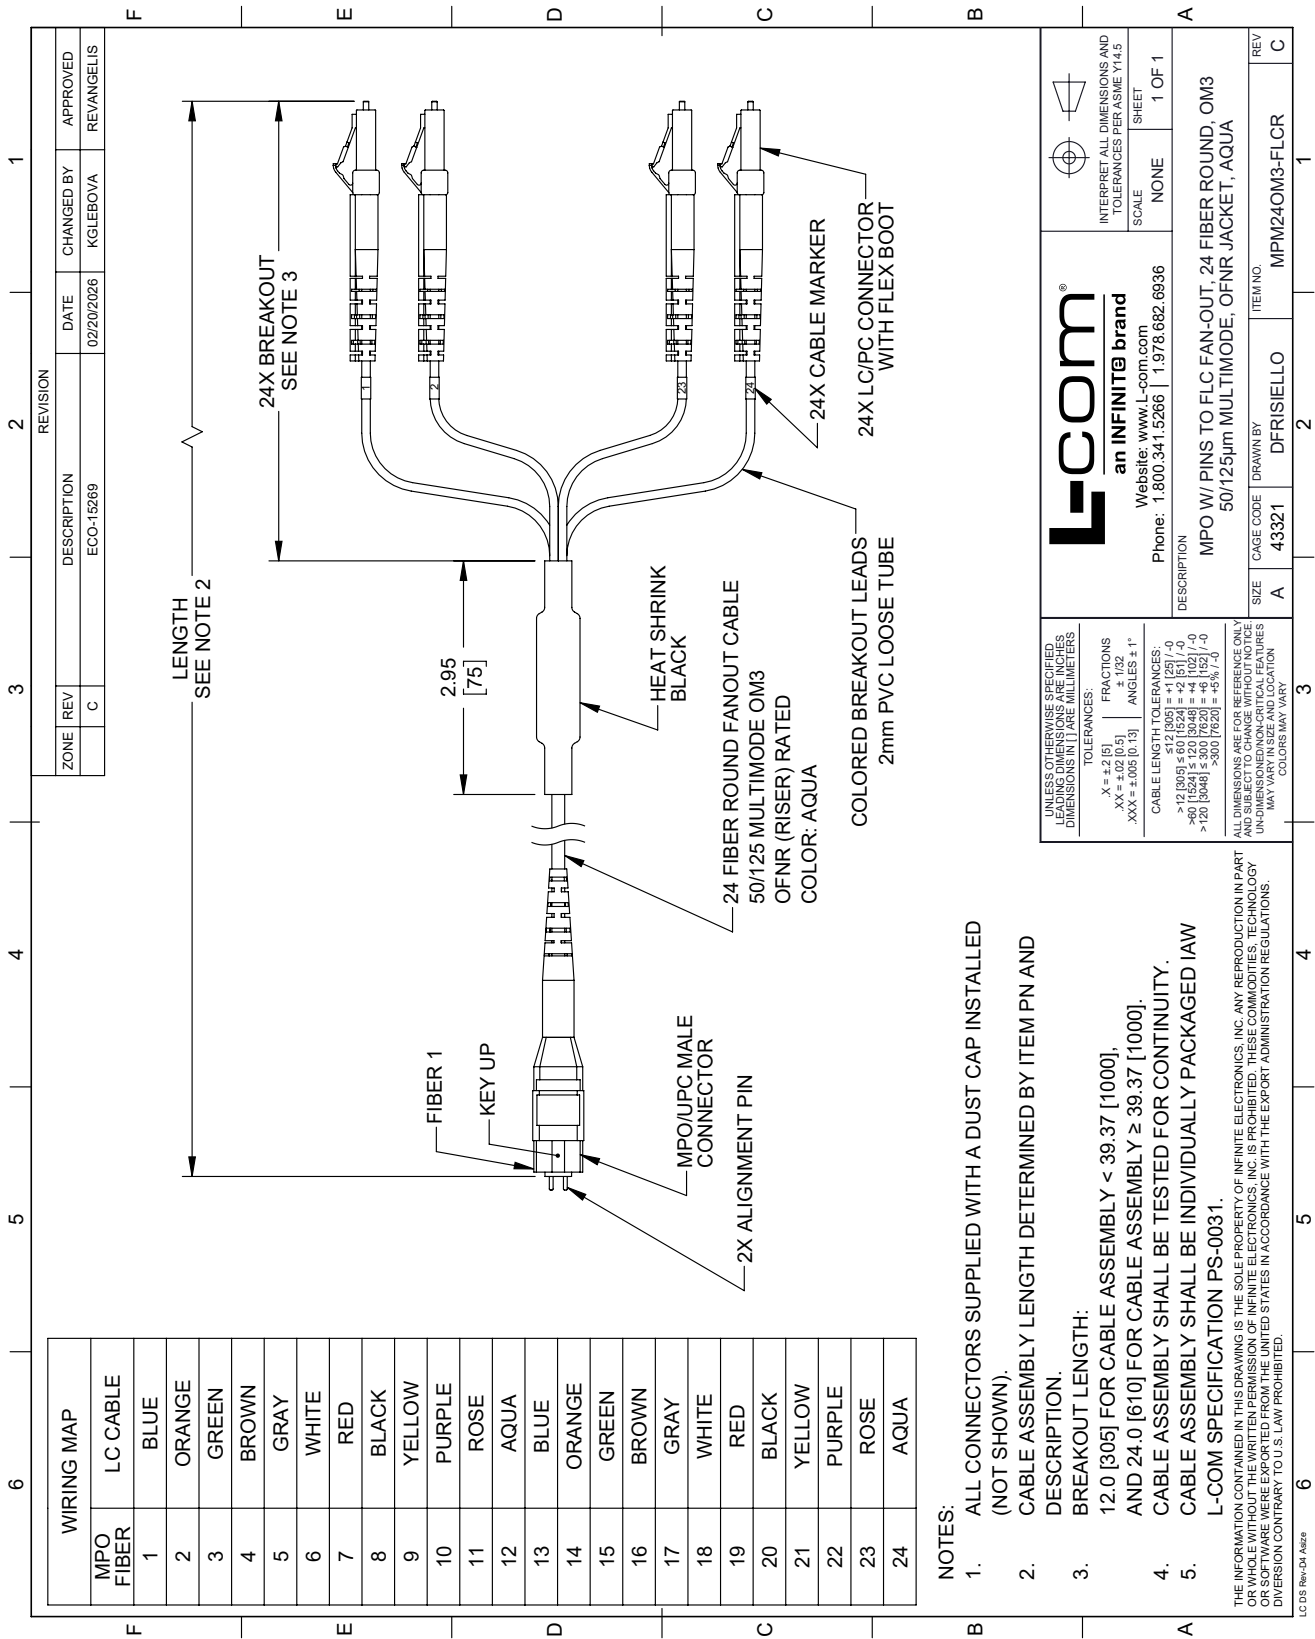 REVISION
ZONE REV DESCRIPTION DATE CHANGED BY APPROVED
C ECO-15269 02/20/2026 KGLEBOVA REVANGELIS
6 5 4 3 2 1
F
E
D
C
B
A
WIRING MAP
MPO FIBER LC CABLE
1 BLUE
2 ORANGE
3 GREEN
4 BROWN
5 GRAY
6 WHITE
7 RED
8 BLACK
9 YELLOW
10 PURPLE
11 ROSE
12 AQUA
13 BLUE
14 ORANGE
15 GREEN
16 BROWN
17 GRAY
18 WHITE
19 RED
20 BLACK
21 YELLOW
22 PURPLE
23 ROSE
24 AQUA
LENGTH
SEE NOTE 2
24X BREAKOUT
SEE NOTE 3
2.95
[75]
FIBER 1
KEY UP
MPO/UPC MALE
CONNECTOR
2X ALIGNMENT PIN
24 FIBER ROUND FANOUT CABLE
50/125 MULTIMODE OM3
OFNR (RISER) RATED
COLOR: AQUA
HEAT SHRINK
BLACK
COLORED BREAKOUT LEADS
2mm PVC LOOSE TUBE
1
2
23
24
24X CABLE MARKER
24X LC/PC CONNECTOR
WITH FLEX BOOT
NOTES:
1. ALL CONNECTORS SUPPLIED WITH A DUST CAP INSTALLED
(NOT SHOWN).
2. CABLE ASSEMBLY LENGTH DETERMINED BY ITEM PN AND
DESCRIPTION.
3. BREAKOUT LENGTH:
12.0 [305] FOR CABLE ASSEMBLY < 39.37 [1000],
AND 24.0 [610] FOR CABLE ASSEMBLY ≥ 39.37 [1000].
4. CABLE ASSEMBLY SHALL BE TESTED FOR CONTINUITY.
5. CABLE ASSEMBLY SHALL BE INDIVIDUALLY PACKAGED IAW
L-COM SPECIFICATION PS-0031.
THE INFORMATION CONTAINED IN THIS DRAWING IS THE SOLE PROPERTY OF INFINITE ELECTRONICS, INC. ANY REPRODUCTION IN PART
OR WHOLE WITHOUT THE WRITTEN PERMISSION OF INFINITE ELECTRONICS, INC. IS PROHIBITED. THESE COMMODITIES, TECHNOLOGY
OR SOFTWARE WERE EXPORTED FROM THE UNITED STATES IN ACCORDANCE WITH THE EXPORT ADMINISTRATION REGULATIONS.
DIVERSION CONTRARY TO U.S. LAW PROHIBITED.
UNLESS OTHERWISE SPECIFIED
LEADING DIMENSIONS ARE INCHES
DIMENSIONS IN [ ] ARE MILLIMETERS
TOLERANCES:
.X = ±.2 [5]
.XX = ±.02 [0.5]
.XXX = ±.005 [0.13]
FRACTIONS
± 1/32
ANGLES ± 1°
CABLE LENGTH TOLERANCES:
≤12 [305] = +1 [25] / -0
>12 [305] ≤ 60 [1524] = +2 [51] / -0
>60 [1524] ≤ 120 [3048] = +4 [102] / -0
>120 [3048] ≤ 300 [7620] = +6 [152] / -0
>300 [7620] = +5% / -0
ALL DIMENSIONS ARE FOR REFERENCE ONLY
AND SUBJECT TO CHANGE WITHOUT NOTICE.
UN-DIMENSIONED/NON-CRITICAL FEATURES
MAY VARY IN SIZE AND LOCATION
COLORS MAY VARY
L-com®
an INFINITE brand
Website: www.L-com.com
Phone: 1.800.341.5266 | 1.978.682.6936
INTERPRET ALL DIMENSIONS AND
TOLERANCES PER ASME Y14.5
SCALE NONE
SHEET 1 OF 1
DESCRIPTION
MPO W/ PINS TO FLC FAN-OUT, 24 FIBER ROUND, OM3
50/125µm MULTIMODE, OFNR JACKET, AQUA
SIZE A
CAGE CODE 43321
DRAWN BY DFRISIELLO
ITEM NO. MPM24OM3-FLCR
REV C
F
E
D
C
B
A
6 5 4 3 2 1
LC DS Rev-D4 Asize